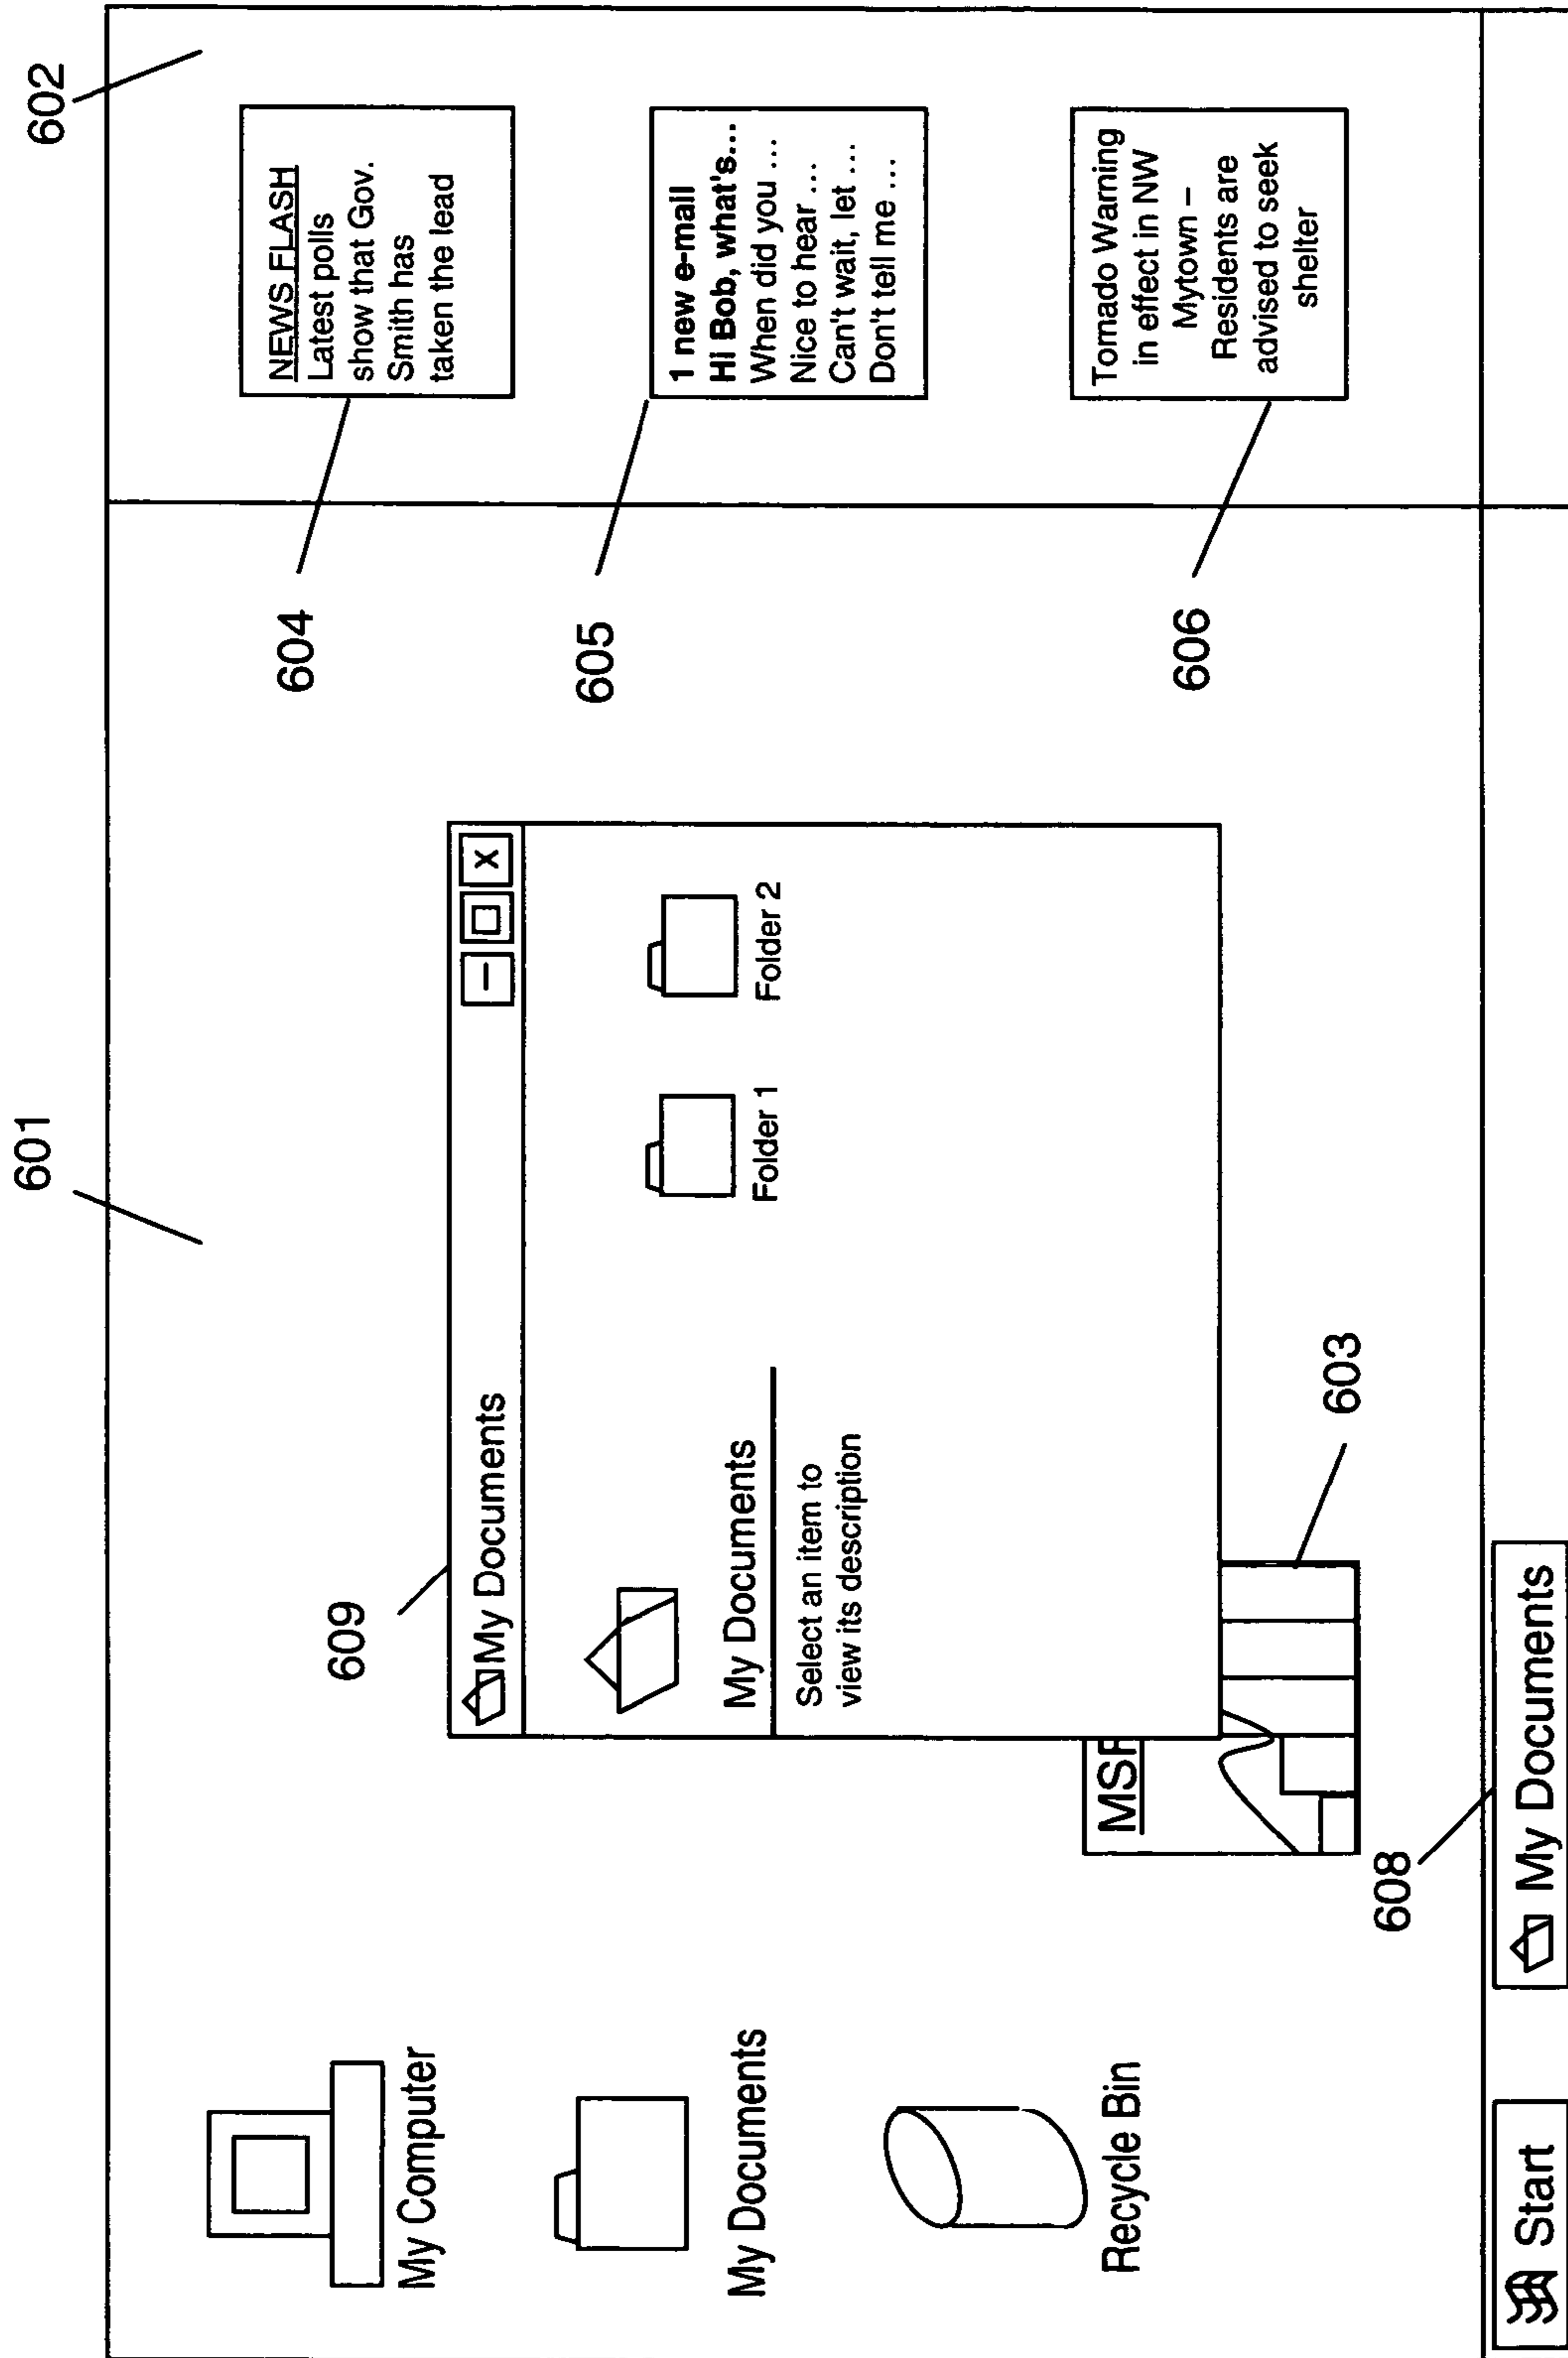 601
602
My Computer
My Documents
Recycle Bin
609
My Documents
My Documents
Select an item to
view its description
Folder 1
Folder 2
MSF
603
604
NEWS FLASH
Latest polls
show that Gov.
Smith has
taken the lead
605
1 new e-mail
Hi Bob, what's...
When did you ...
Nice to hear ...
Can't wait, let ...
Don't tell me ...
606
Tornado Warning
in effect in NW
Mytown –
Residents are
advised to seek
shelter
608
Start
My Documents